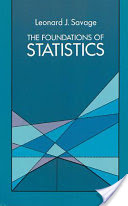 Leonard J. Savage
THE FOUNDATIONS OF
STATISTICS